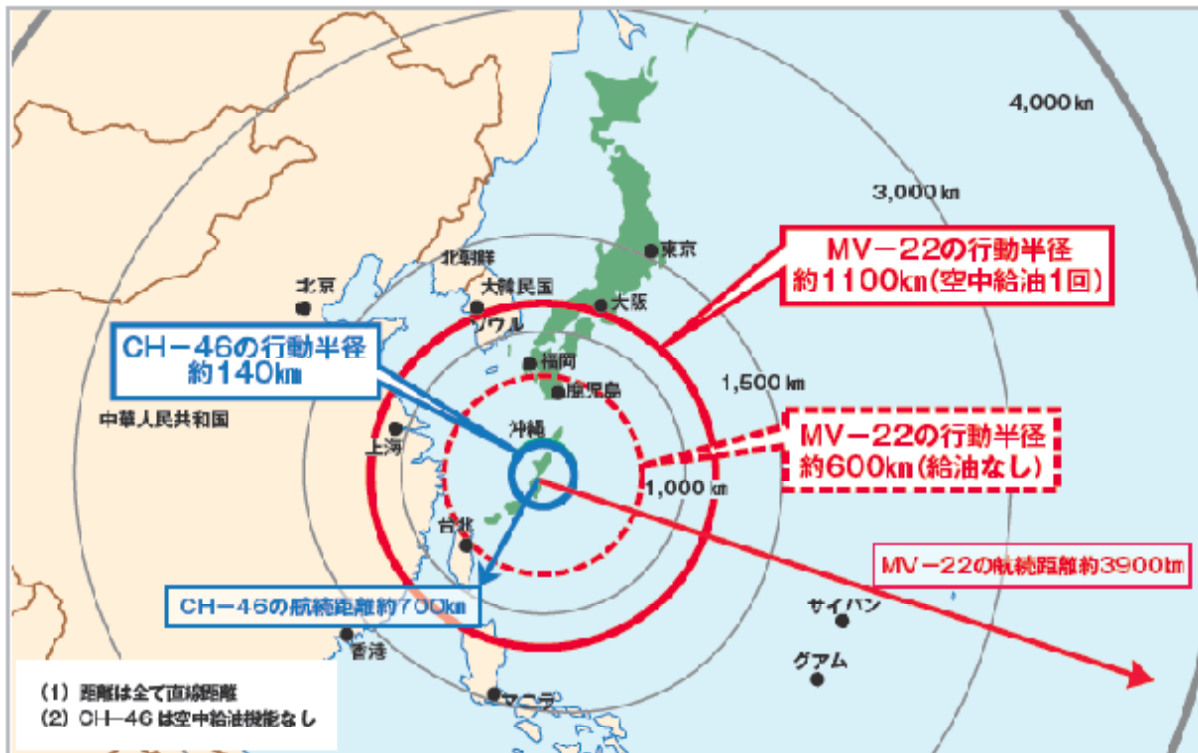 4,000km
3,000km
MV-22の行動半径
約1100km(空中給油1回)
東京
北朝鮮
北京
大韓民国
ソウル
大阪
CH-46の行動半径
約140km
福岡
鹿児島
1,500km
中華人民共和国
上海
沖縄
MV-22の行動半径
約600km(給油なし)
1,000km
台北
MV-22の航続距離約3900km
CH-46の航続距離約700km
サイパン
香港
グアム
マニラ
(1) 距離は全て直線距離
(2) CH-46は空中給油機能なし